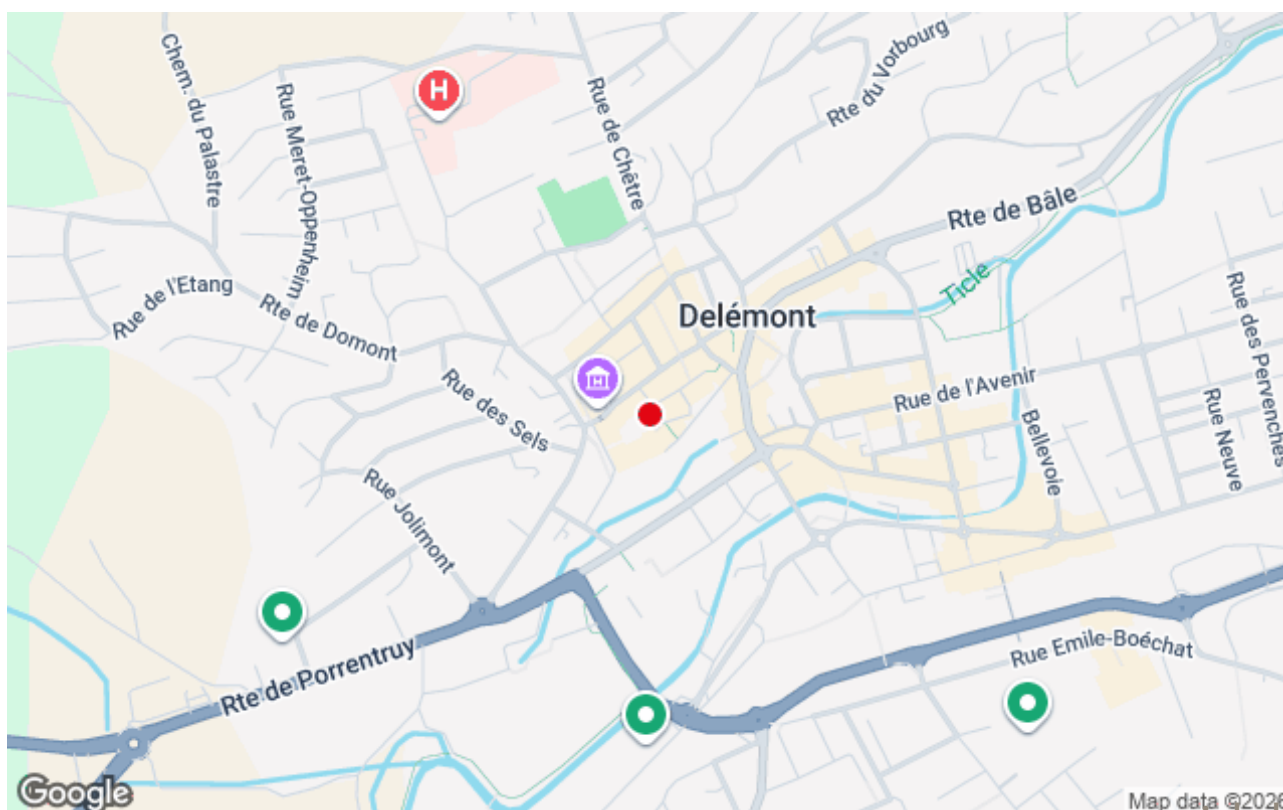 Chem. du Palastre
Rue Meret-Oppenheim
H
Rue de Chêtre
Rte du Vorbourg
Rte de Bâle
Ticle
Rue de l'Etang
Rte de Domont
Delémont
Rue des Sels
H
Rue de l'Avenir
Bellevoie
Rue Neuve
Rue des Pervenches
Rue Jolimont
Rte de Porrentruy
Rue Emile-Boéchat
Google
Map data ©2026